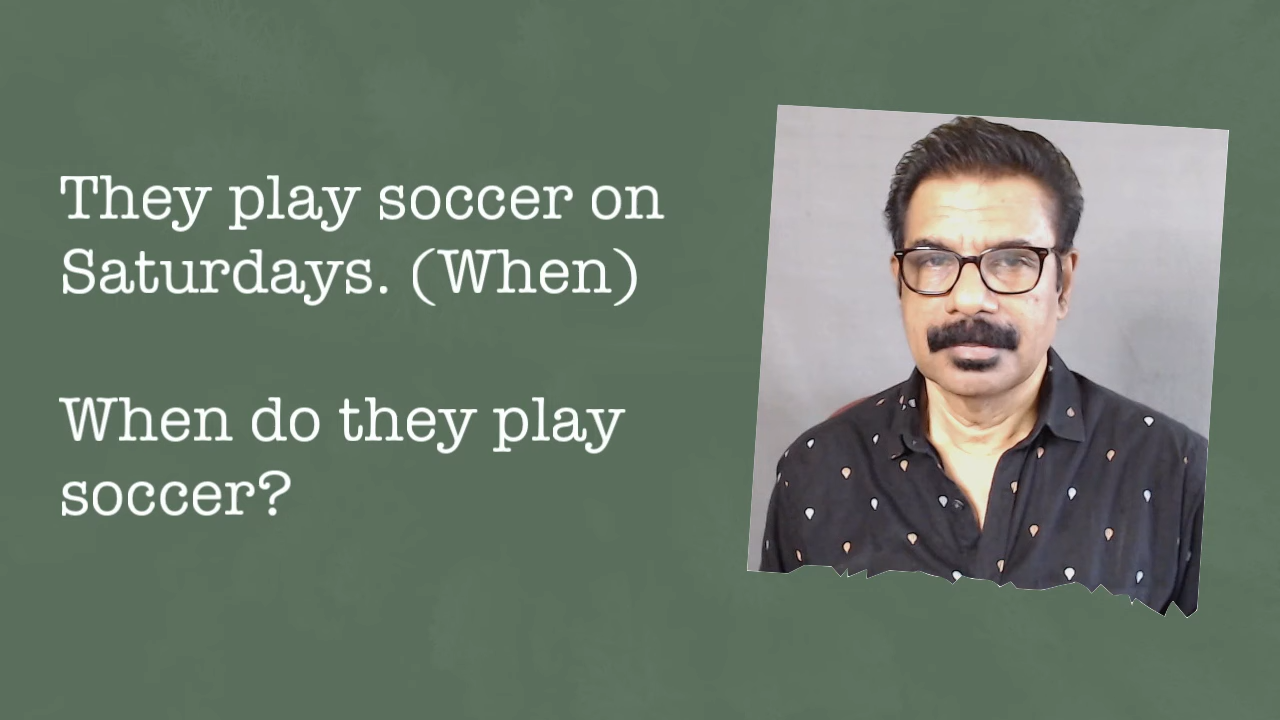 They play soccer on
Saturdays. (When)
When do they play
soccer?